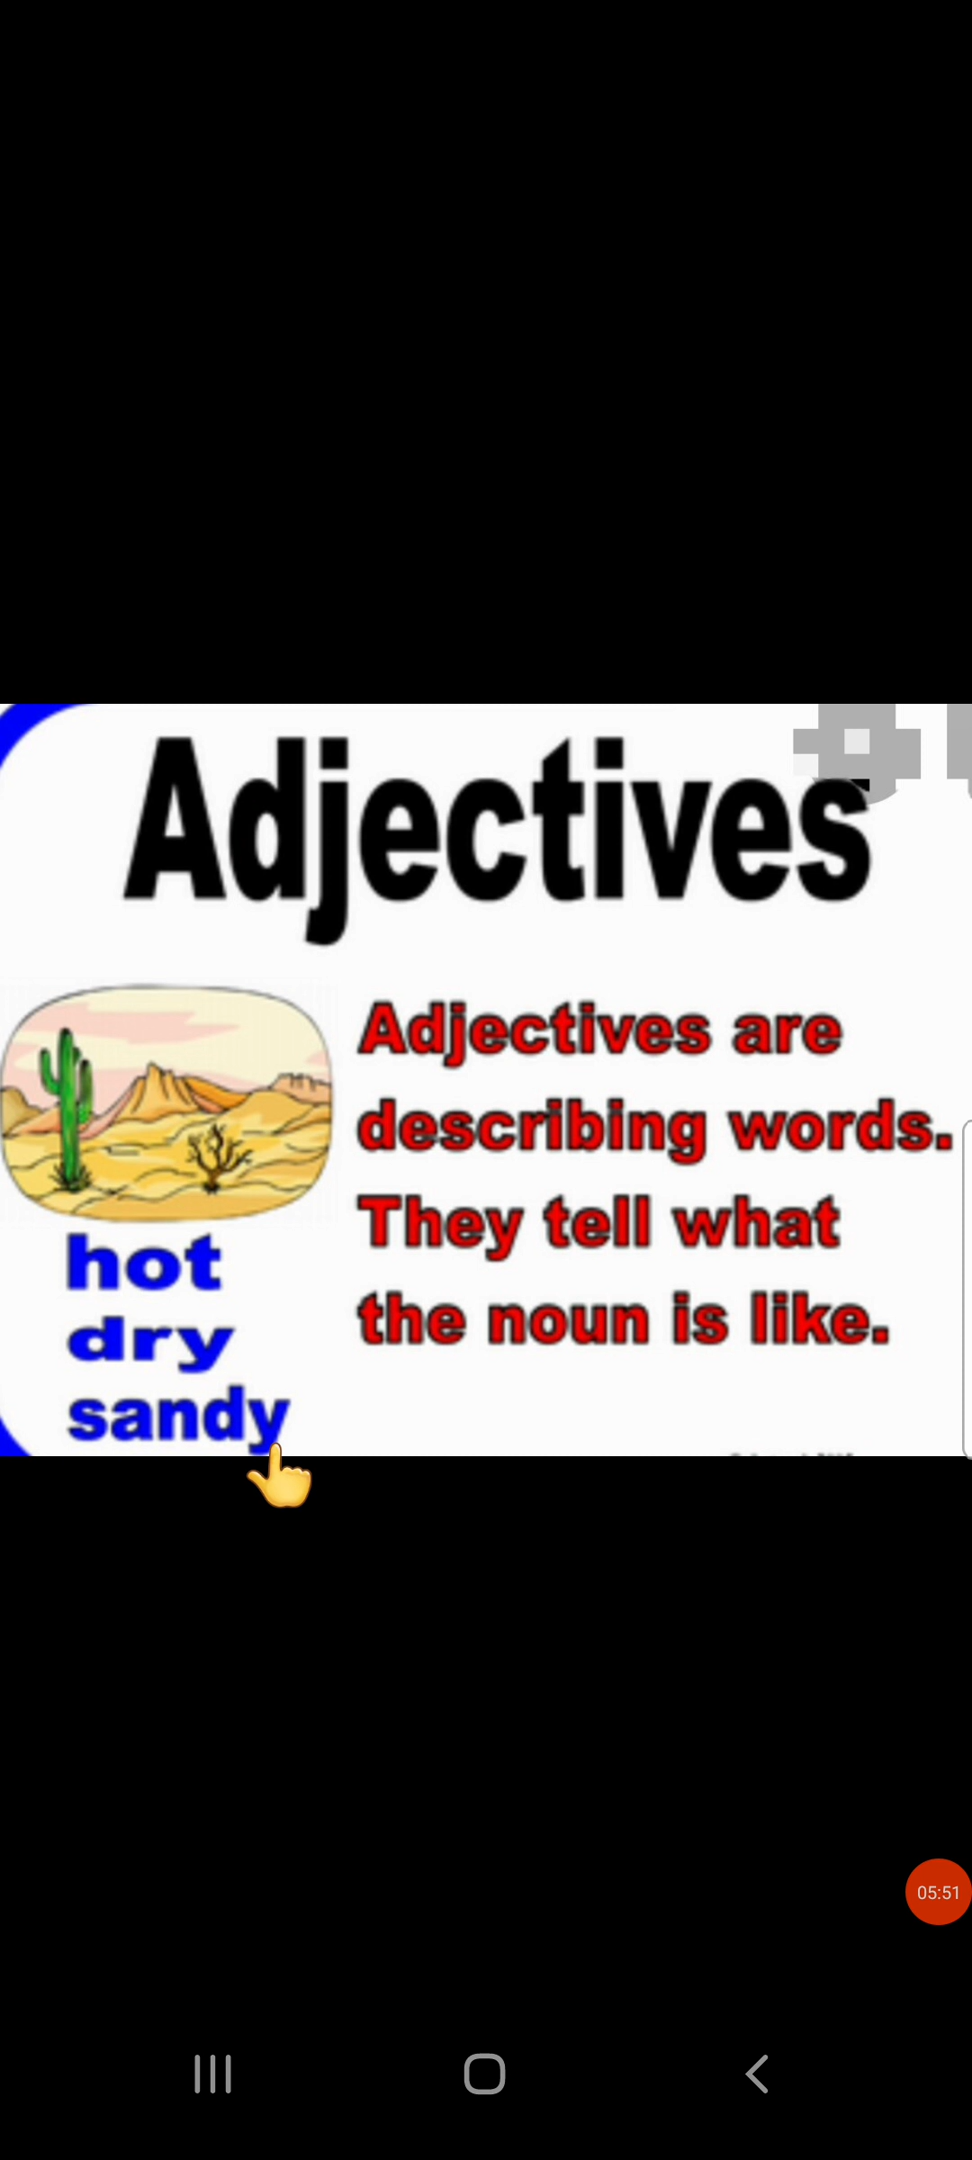 Adjectives
Adjectives are
describing words.
They tell what
the noun is like.
hot
dry
sandy
05:51